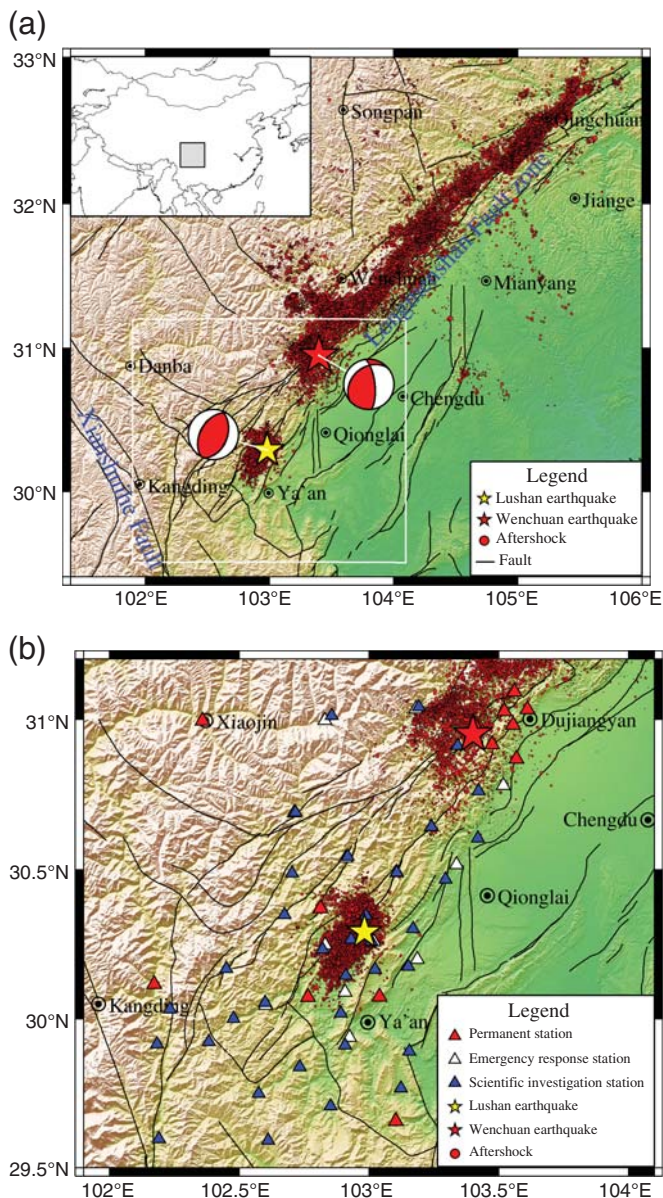 (a)
33°N
32°N
31°N
30°N
102°E 103°E 104°E 105°E 106°E
Songpan
Qingchuan
Jiange
Longmenshan Fault zone
Wenchuan
Mianyang
Danba
Chengdu
Qionglai
Xianshuihe Fault
Kangding
Ya'an
Legend
Lushan earthquake
Wenchuan earthquake
Aftershock
Fault
(b)
31°N
30.5°N
30°N
29.5°N
102°E 102.5°E 103°E 103.5°E 104°E
Xiaojin
Dujiangyan
Chengdu
Qionglai
Kangding
Ya'an
Legend
Permanent station
Emergency response station
Scientific investigation station
Lushan earthquake
Wenchuan earthquake
Aftershock